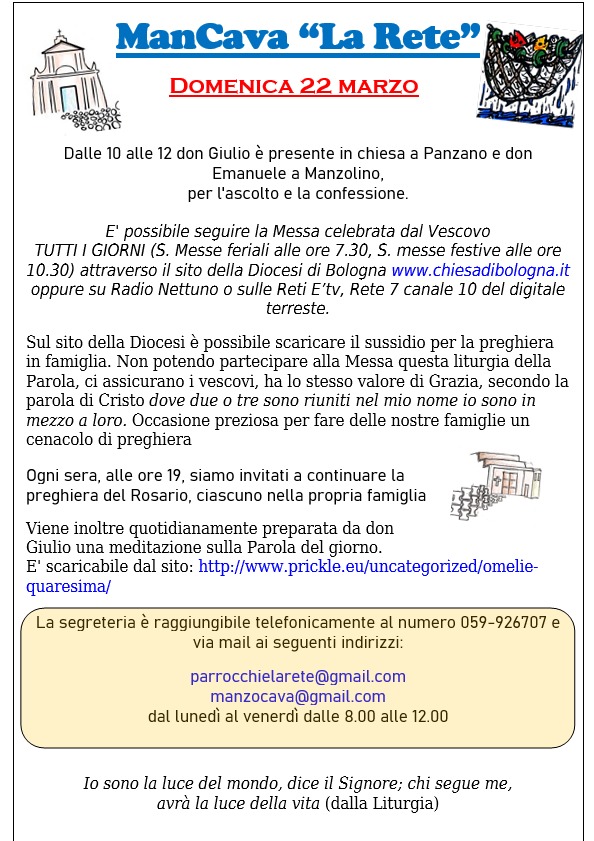 ManCava “La Rete”
Domenica 22 marzo
Dalle 10 alle 12 don Giulio è presente in chiesa a Panzano e don
Emanuele a Manzolino,
per l'ascolto e la confessione.
E' possibile seguire la Messa celebrata dal Vescovo
TUTTI I GIORNI (S. Messe feriali alle ore 7.30, S. messe festive alle ore
10.30) attraverso il sito della Diocesi di Bologna www.chiesadibologna.it
oppure su Radio Nettuno o sulle Reti E’tv, Rete 7 canale 10 del digitale
terreste.
Sul sito della Diocesi è possibile scaricare il sussidio per la preghiera
in famiglia. Non potendo partecipare alla Messa questa liturgia della
Parola, ci assicurano i vescovi, ha lo stesso valore di Grazia, secondo la
parola di Cristo dove due o tre sono riuniti nel mio nome io sono in
mezzo a loro. Occasione preziosa per fare delle nostre famiglie un
cenacolo di preghiera
Ogni sera, alle ore 19, siamo invitati a continuare la
preghiera del Rosario, ciascuno nella propria famiglia
Viene inoltre quotidianamente preparata da don
Giulio una meditazione sulla Parola del giorno.
E' scaricabile dal sito: http://www.prickle.eu/uncategorized/omelie-
quaresima/
La segreteria è raggiungibile telefonicamente al numero 059-926707 e
via mail ai seguenti indirizzi:
parrocchielarete@gmail.com
manzocava@gmail.com
dal lunedì al venerdì dalle 8.00 alle 12.00
Io sono la luce del mondo, dice il Signore; chi segue me,
avrà la luce della vita (dalla Liturgia)